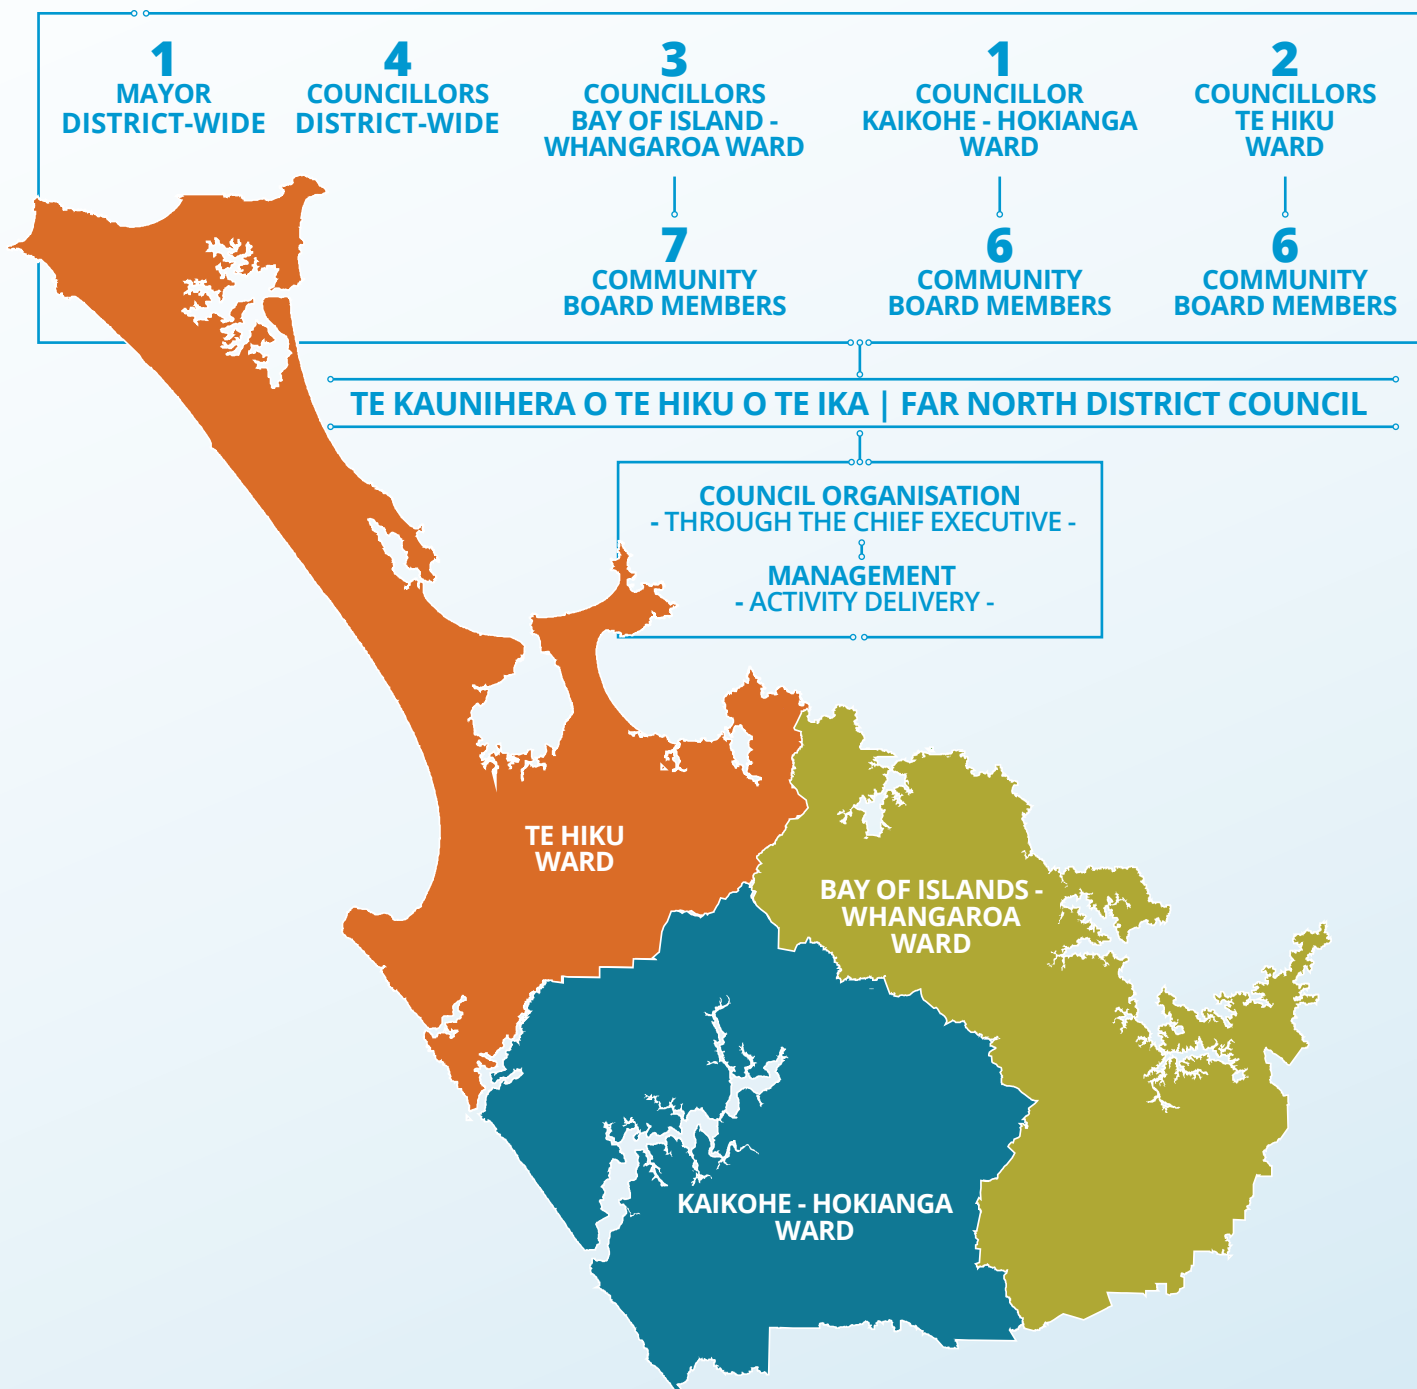 1
MAYOR
DISTRICT-WIDE
4
COUNCILLORS
DISTRICT-WIDE
3
COUNCILLORS
BAY OF ISLAND -
WHANGAROA WARD
1
COUNCILLOR
KAIKOHE - HOKIANGA
WARD
2
COUNCILLORS
TE HIKU
WARD
7
COMMUNITY
BOARD MEMBERS
6
COMMUNITY
BOARD MEMBERS
6
COMMUNITY
BOARD MEMBERS
TE KAUNIHERA O TE HIKU O TE IKA | FAR NORTH DISTRICT COUNCIL
COUNCIL ORGANISATION
- THROUGH THE CHIEF EXECUTIVE -
MANAGEMENT
- ACTIVITY DELIVERY -
TE HIKU
WARD
BAY OF ISLANDS -
WHANGAROA
WARD
KAIKOHE - HOKIANGA
WARD